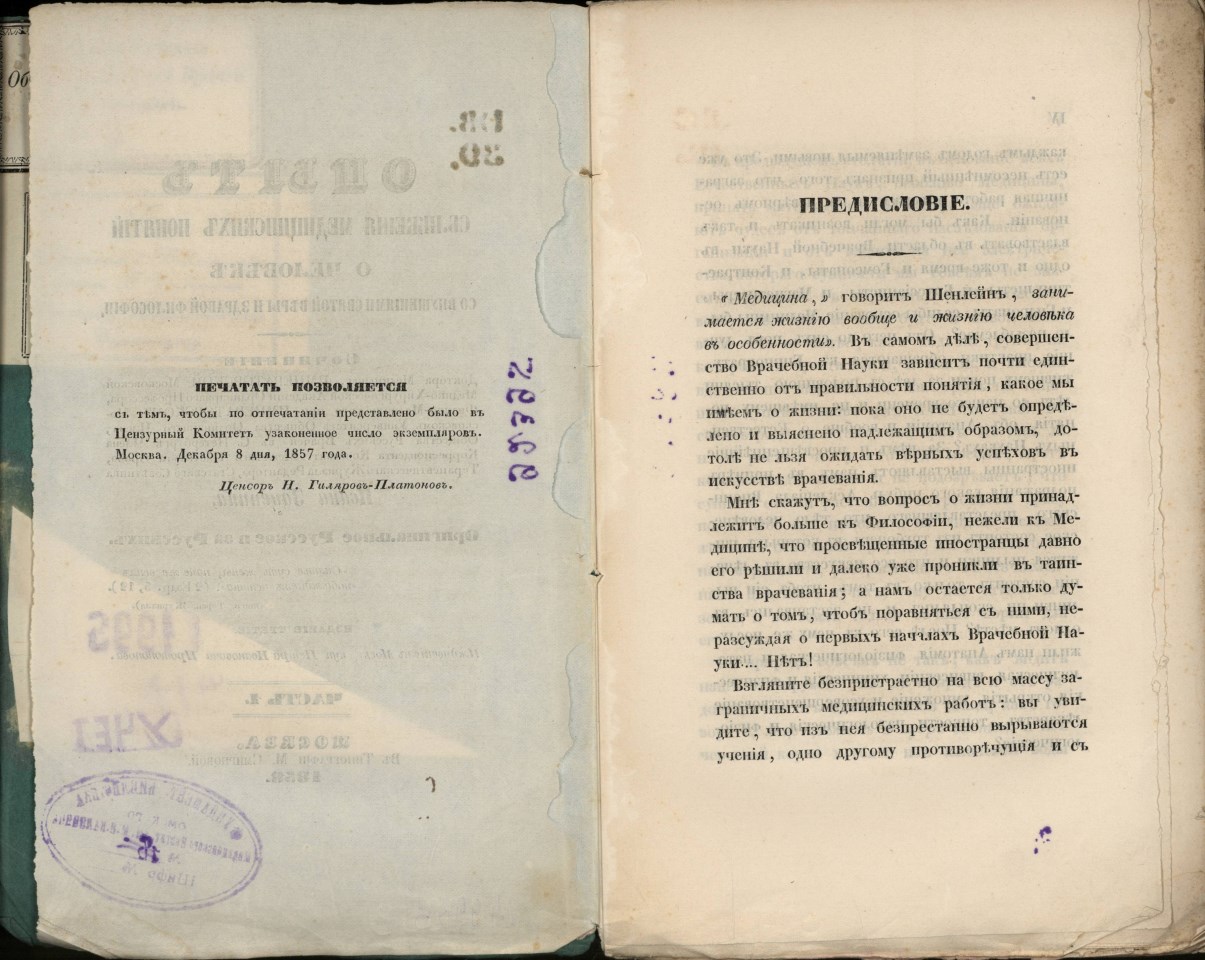 Об
ПЕЧАТАТЬ ПОЗВОЛЯЕТСЯ
съ тѣмъ, чтобы по отпечатаніи представлено было въ
Цензурный Комитетъ узаконенное число экземпляровъ.
Москва. Декабря 8 дня, 1857 года.
Ценсоръ Н. Гиляровъ-Платоновъ.
ПРЕДИСЛОВІЕ.
« Медицина, » говоритъ Шенлейнъ, зани-
мается жизнію вообще и жизнію человѣка
въ особенности». Въ самомъ дѣлѣ, совершен-
ство Врачебной Науки зависитъ почти един-
ственно отъ правильности понятія, какое мы
имѣемъ о жизни: пока оно не будетъ опредѣ-
лено и выяснено надлежащимъ образомъ, до-
толѣ не льзя ожидать вѣрныхъ успѣховъ въ
искусствѣ врачеванія.
Мнѣ скажутъ, что вопросъ о жизни принад-
лежитъ больше къ Философіи, нежели къ Ме-
дицинѣ, что просвѣщенные иностранцы давно
его рѣшили и далеко уже проникли въ таин-
ства врачеванія; а намъ остается только ду-
мать о томъ, чтобъ поравняться съ ними, не-
разсуждая о первыхъ началахъ Врачебной На-
уки.... Нѣтъ!
Взгляните безпристрастно на всю массу за-
граничныхъ медицинскихъ работъ: вы уви-
дите, что изъ нея безпрестанно вырываются
ученія, одно другому противорѣчущія и съ